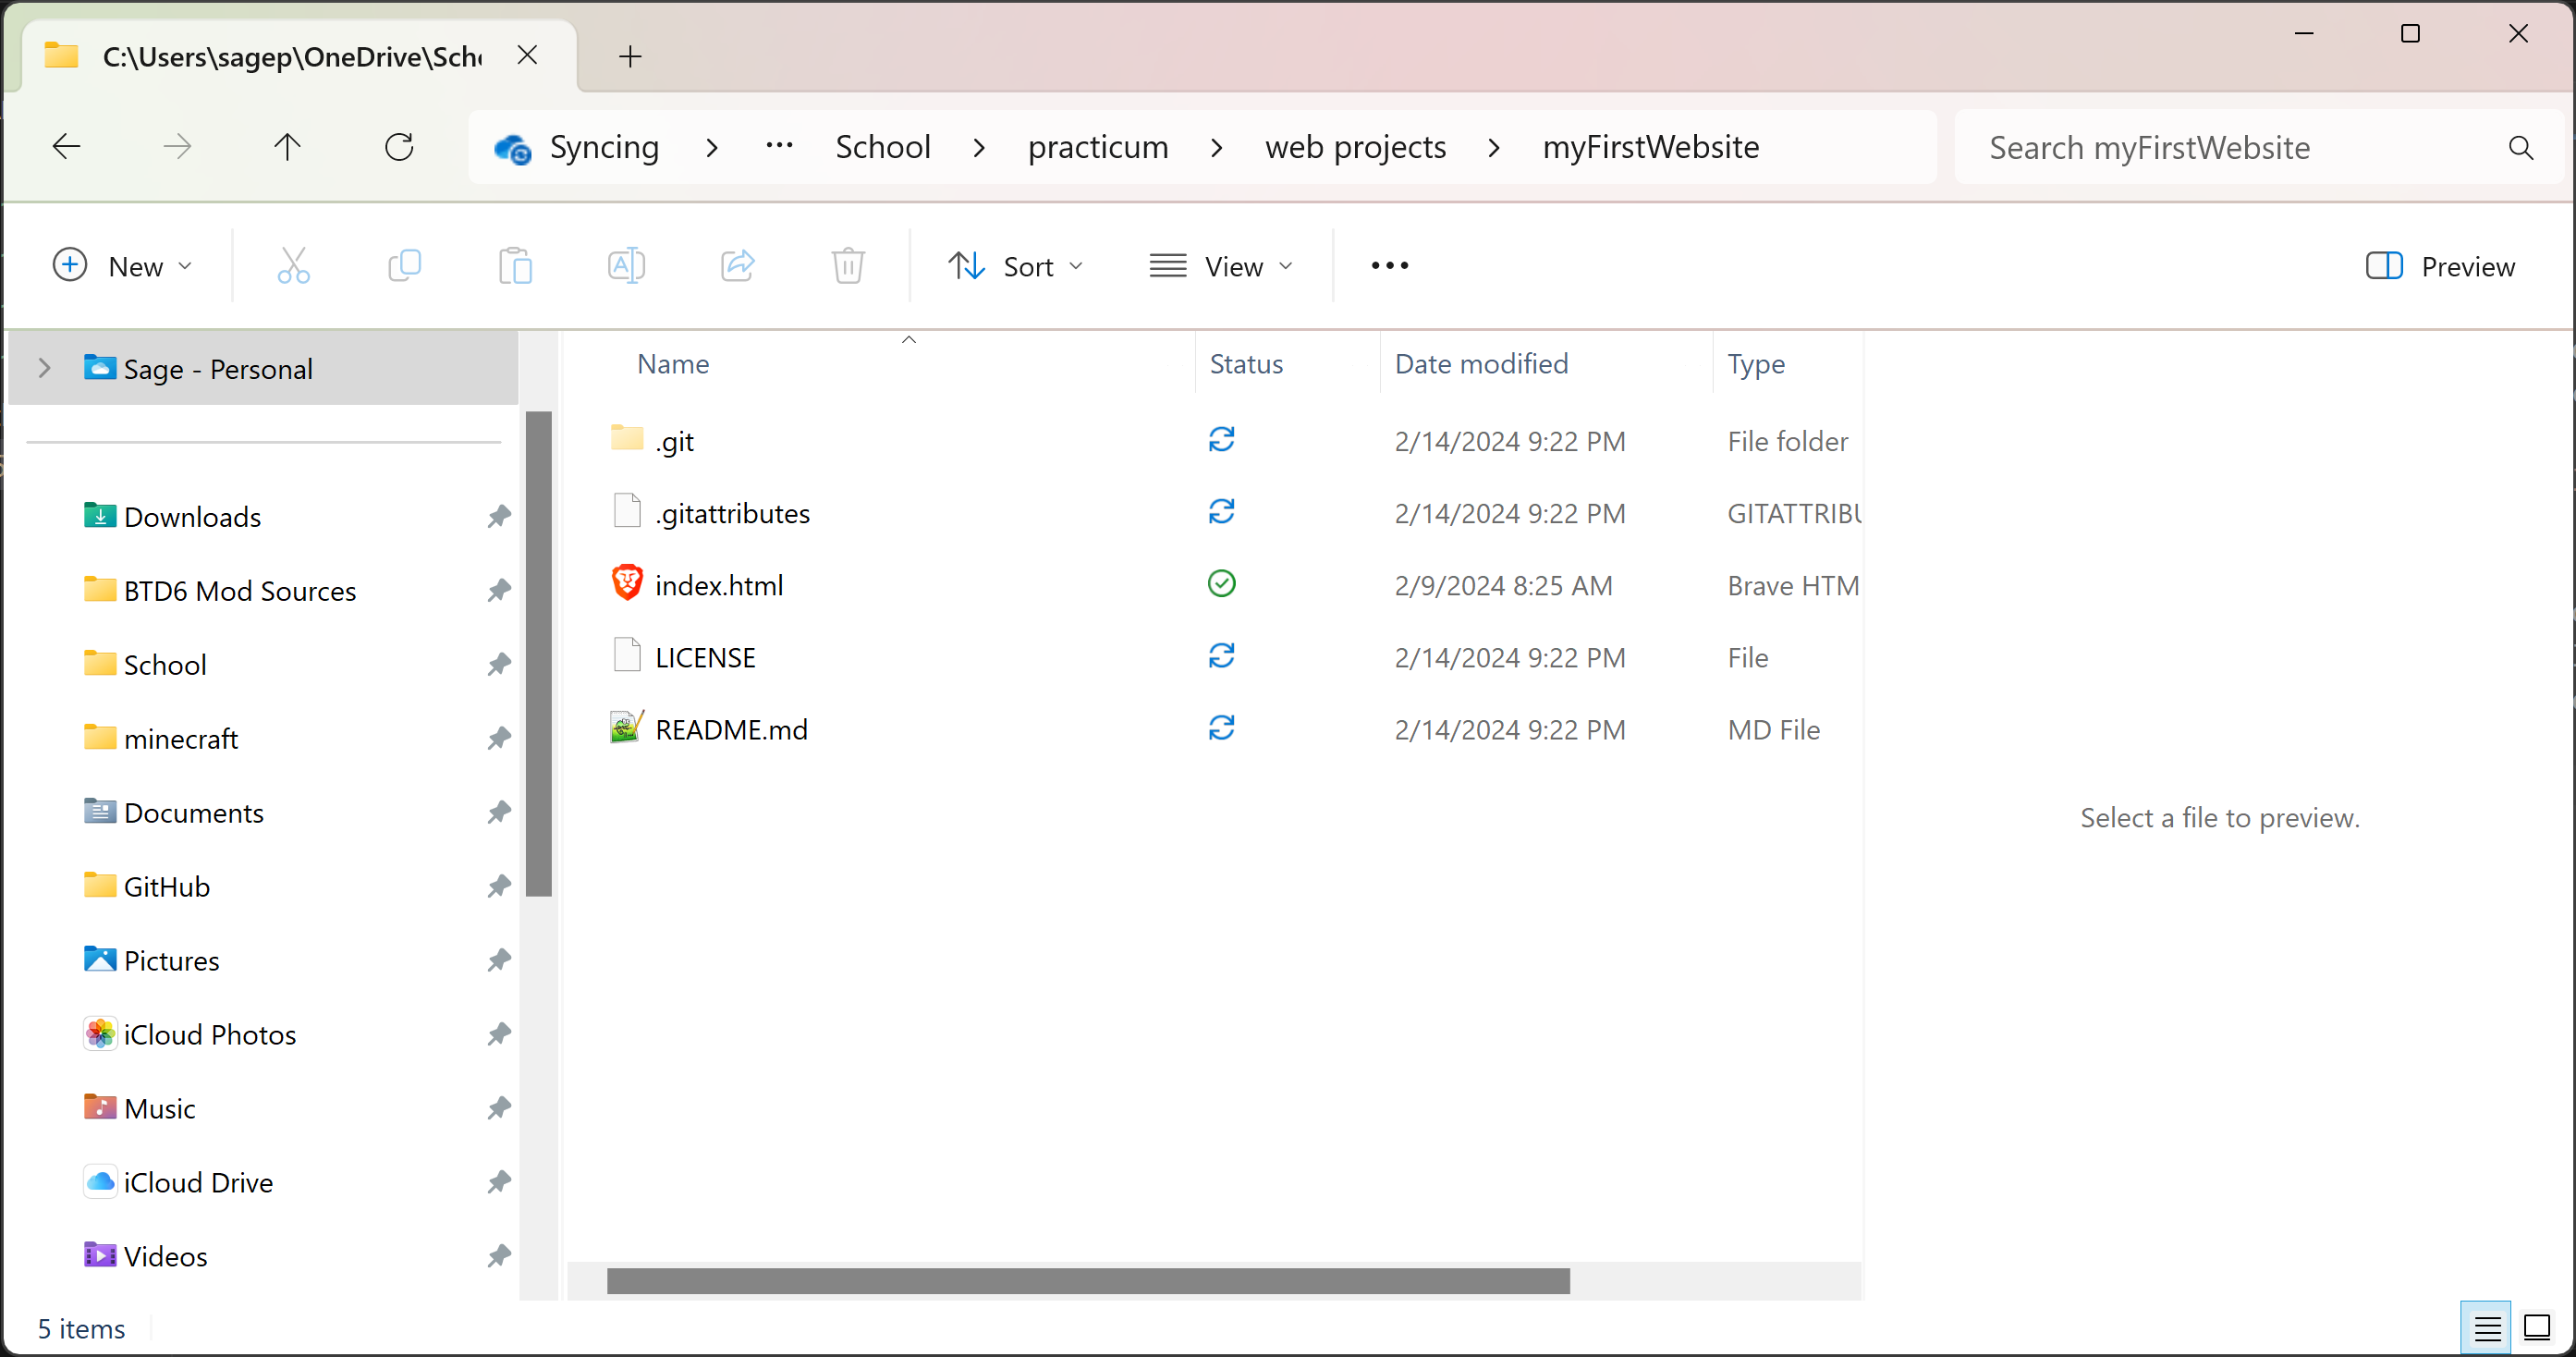 C:\Users\sagep\OneDrive\Scho
Syncing › ··· School › practicum › web projects › myFirstWebsite
Search myFirstWebsite
New Sort View ··· Preview
Sage - Personal
Downloads
BTD6 Mod Sources
School
minecraft
Documents
GitHub
Pictures
iCloud Photos
Music
iCloud Drive
Videos
Name Status Date modified Type
.git 2/14/2024 9:22 PM File folder
.gitattributes 2/14/2024 9:22 PM GITATTRIBU
index.html 2/9/2024 8:25 AM Brave HTM
LICENSE 2/14/2024 9:22 PM File
README.md 2/14/2024 9:22 PM MD File
Select a file to preview.
5 items